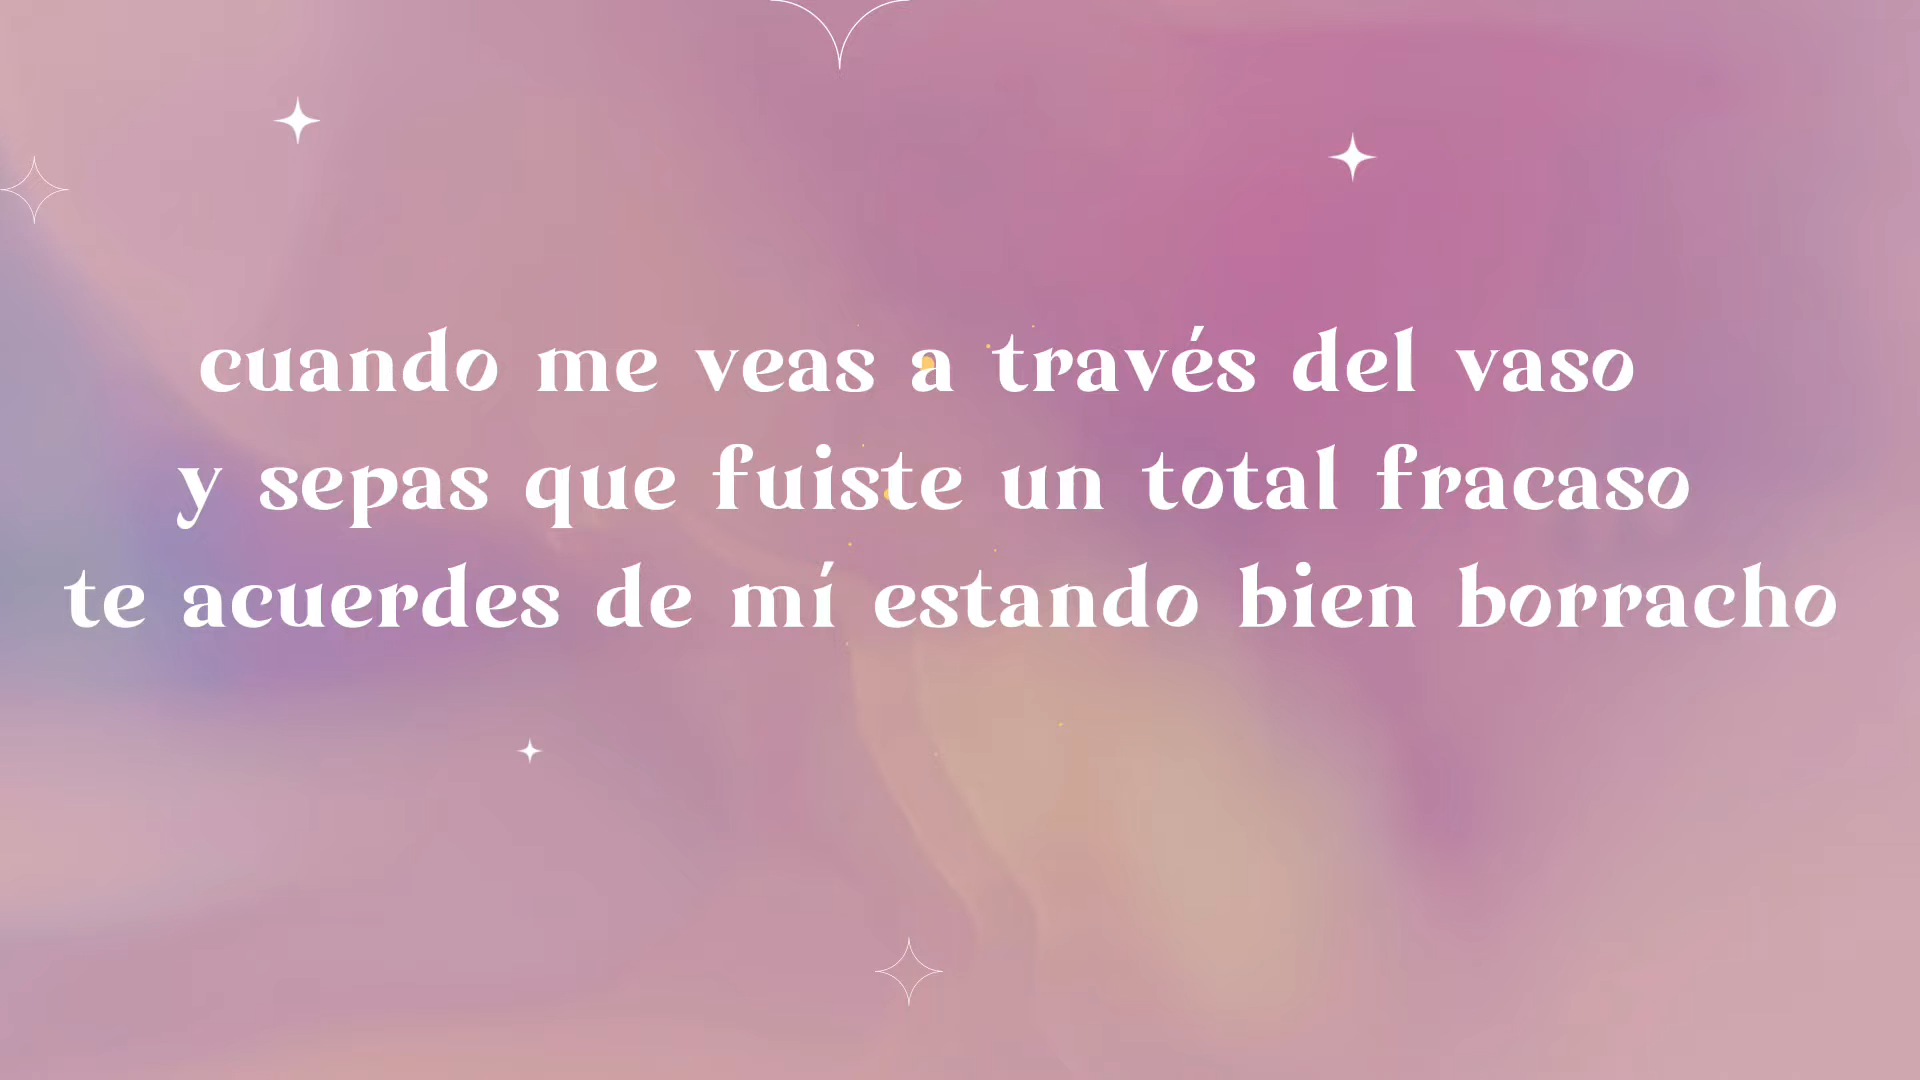 cuando me veas a través del vaso
y sepas que fuiste un total fracaso
te acuerdes de mí estando bien borracho